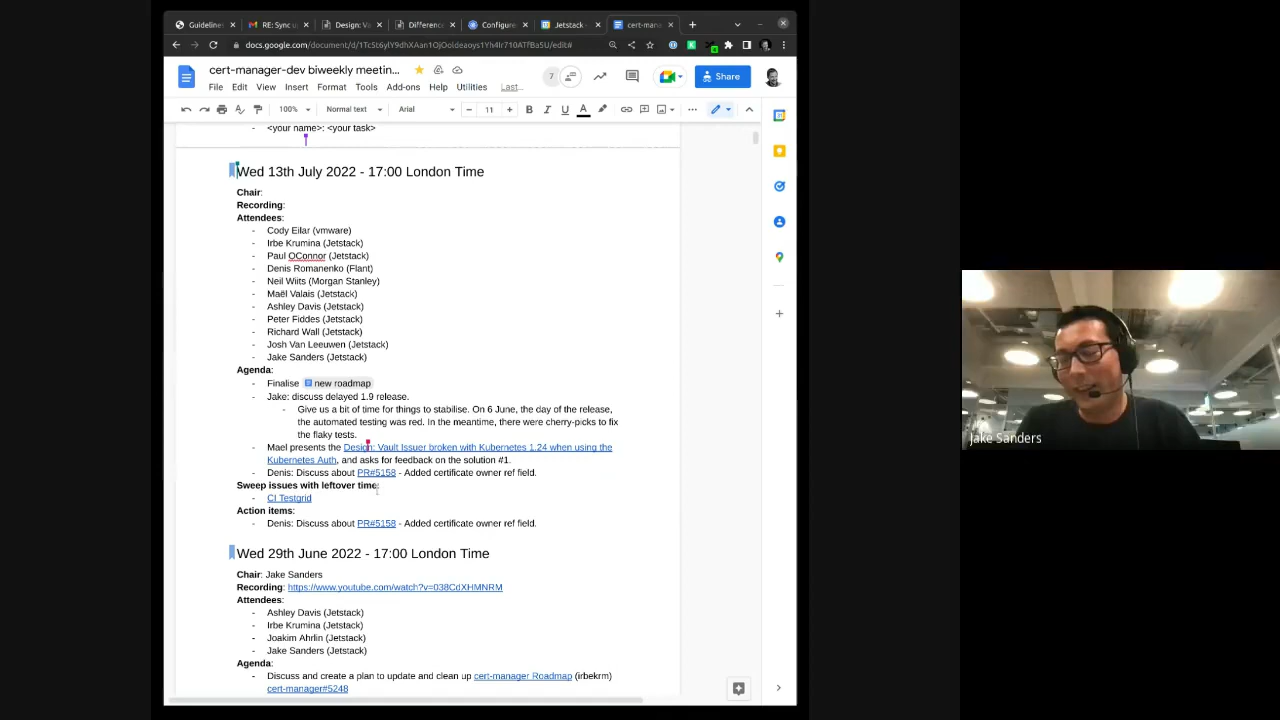 Guideline
RE: Sync u
Design: Va
Differenc
Configure
Jetstack -
cert-mana
docs.google.com/document/d/1TcSt6ylY9dhXAan1OjOoldeaoys1Yh4Ir710ATfBaSU/edit#
cert-manager-dev biweekly meetin...
File Edit View Insert Format Tools Add-ons Help Utilities Last...
7
Share
100% Normal text Arial 11
- <your name>: <your task>
Wed 13th July 2022 - 17:00 London Time
Chair:
Recording:
Attendees:
- Cody Eilar (vmware)
- Irbe Krumina (Jetstack)
- Paul OConnor (Jetstack)
- Denis Romanenko (Flant)
- Neil Wiits (Morgan Stanley)
- Maël Valais (Jetstack)
- Ashley Davis (Jetstack)
- Peter Fiddes (Jetstack)
- Richard Wall (Jetstack)
- Josh Van Leeuwen (Jetstack)
- Jake Sanders (Jetstack)
Agenda:
- Finalise new roadmap
- Jake: discuss delayed 1.9 release.
- Give us a bit of time for things to stabilise. On 6 June, the day of the release,
the automated testing was red. In the meantime, there were cherry-picks to fix
the flaky tests.
- Mael presents the Design: Vault Issuer broken with Kubernetes 1.24 when using the
Kubernetes Auth, and asks for feedback on the solution #1.
- Denis: Discuss about PR#5158 - Added certificate owner ref field.
Sweep issues with leftover time:
- CI Testgrid
Action items:
- Denis: Discuss about PR#5158 - Added certificate owner ref field.
Wed 29th June 2022 - 17:00 London Time
Chair: Jake Sanders
Recording: https://www.youtube.com/watch?v=038CdXHMNRM
Attendees:
- Ashley Davis (Jetstack)
- Irbe Krumina (Jetstack)
- Joakim Ahrlin (Jetstack)
- Jake Sanders (Jetstack)
Agenda:
- Discuss and create a plan to update and clean up cert-manager Roadmap (irbekrm)
cert-manager#5248
Jake Sanders